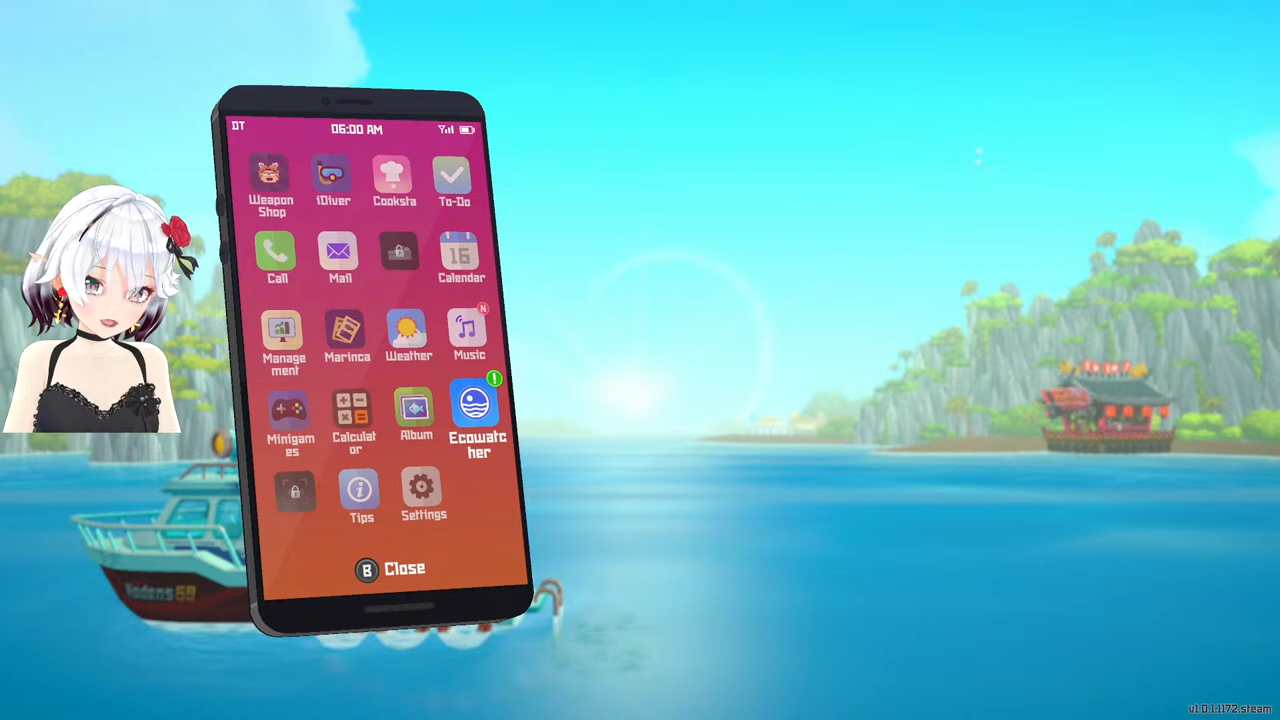 DT
06:00 AM
Weapon
Shop
iDiver
Cooksta
To-Do
Call
Mail
16
Calendar
Manage
ment
Marinca
Weather
N
Music
Minigam
es
Calculat
or
Album
!
Ecowatc
her
Tips
Settings
B Close
Yadens 59
v1.0.1.1172.steam